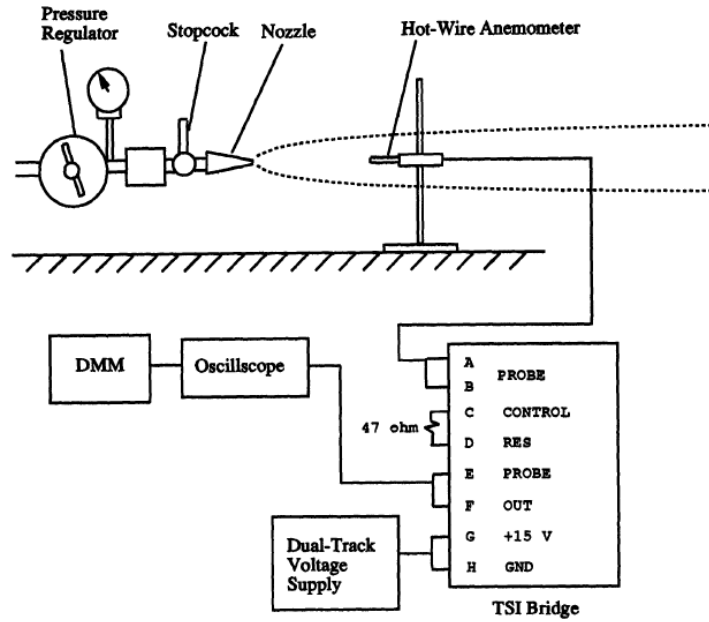 Pressure
Regulator
Stopcock
Nozzle
Hot-Wire Anemometer
DMM
Oscillscope
A
PROBE
B
47 ohm
C CONTROL
D RES
E PROBE
F OUT
G +15 V
H GND
Dual-Track
Voltage
Supply
TSI Bridge